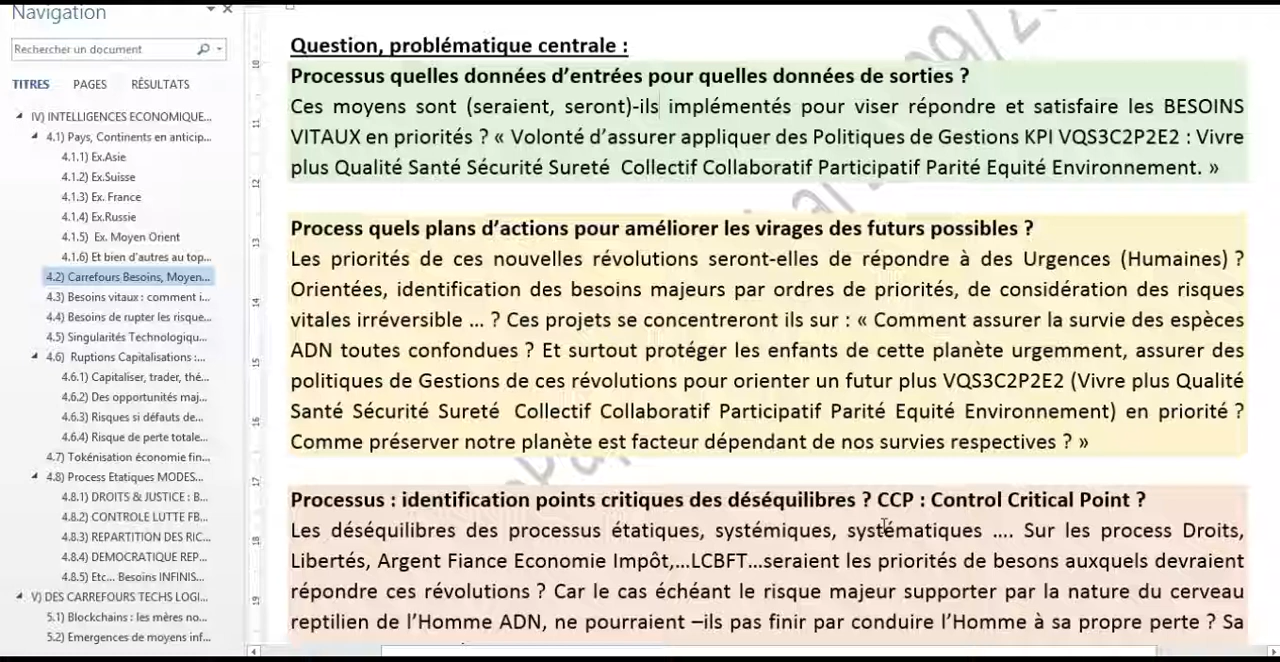 Navigation
Rechercher un document
TITRES PAGES RÉSULTATS
IV) INTELLIGENCES ECONOMIQUE...
4.1) Pays, Continents en anticip...
4.1.1) Ex.Asie
4.1.2) Ex.Suisse
4.1.3) Ex. France
4.1.4) Ex.Russie
4.1.5) Ex. Moyen Orient
4.1.6) Et bien d'autres au top...
4.2) Carrefours Besoins, Moyen...
4.3) Besoins vitaux : comment i...
4.4) Besoins de rupter les risque...
4.5) Singularités Technologiqu...
4.6) Ruptions Capitalisations :...
4.6.1) Capitaliser, trader, thé...
4.6.2) Des opportunités maj...
4.6.3) Risques si défauts de...
4.6.4) Risque de perte totale...
4.7) Tokénisation économie fin...
4.8) Process Etatiques MODES...
4.8.1) DROITS & JUSTICE : B...
4.8.2) CONTROLE LUTTE FB...
4.8.3) REPARTITION DES RIC...
4.8.4) DEMOCRATIQUE REP...
4.8.5) Etc... Besoins INFINIS...
V) DES CARREFOURS TECHS LOGI...
5.1) Blockchains : les mères no...
5.2) Emergences de moyens inf...
Question, problématique centrale :
Processus quelles données d'entrées pour quelles données de sorties ?
Ces moyens sont (seraient, seront)-ils implémentés pour viser répondre et satisfaire les BESOINS
VITAUX en priorités ? « Volonté d'assurer appliquer des Politiques de Gestions KPI VQS3C2P2E2 : Vivre
plus Qualité Santé Sécurité Sureté Collectif Collaboratif Participatif Parité Equité Environnement. »
Process quels plans d'actions pour améliorer les virages des futurs possibles ?
Les priorités de ces nouvelles révolutions seront-elles de répondre à des Urgences (Humaines) ?
Orientées, identification des besoins majeurs par ordres de priorités, de considération des risques
vitales irréversible ... ? Ces projets se concentreront ils sur : « Comment assurer la survie des espèces
ADN toutes confondues ? Et surtout protéger les enfants de cette planète urgemment, assurer des
politiques de Gestions de ces révolutions pour orienter un futur plus VQS3C2P2E2 (Vivre plus Qualité
Santé Sécurité Sureté Collectif Collaboratif Participatif Parité Equité Environnement) en priorité ?
Comme préserver notre planète est facteur dépendant de nos survies respectives ? »
Processus : identification points critiques des déséquilibres ? CCP : Control Critical Point ?
Les déséquilibres des processus étatiques, systémiques, systématiques .... Sur les process Droits,
Libertés, Argent Fiance Economie Impôt,...LCBFT...seraient les priorités de besons auxquels devraient
répondre ces révolutions ? Car le cas échéant le risque majeur supporter par la nature du cerveau
reptilien de l'Homme ADN, ne pourraient –ils pas finir par conduire l'Homme à sa propre perte ? Sa